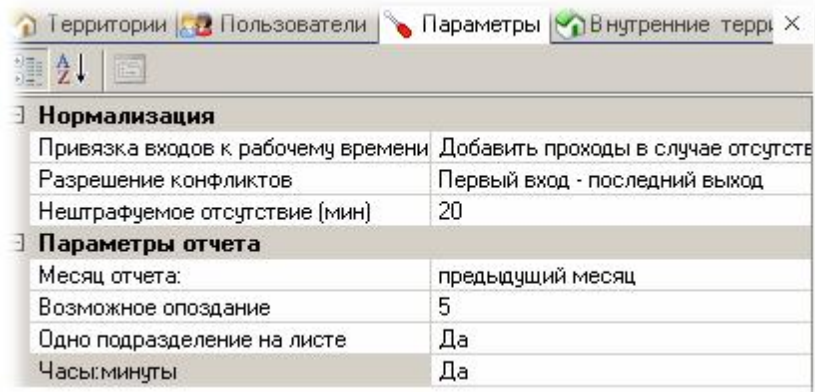 Территории Пользователи Параметры Внутренние
Нормализация
Привязка входов к рабочему времени Добавить проходы в случае
Разрешение конфликтов Первый вход - последний выход
Нештрафуемое отсутствие (мин) 20
Параметры отчета
Месяц отчета: предыдущий месяц
Возможное опоздание 5
Одно подразделение на листе Да
Часы:минуты Да